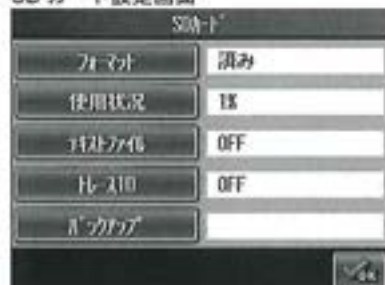 SDカード設定画面
SDｶｰﾄﾞ
ﾌｫｰﾏｯﾄ 済み
使用状況 1%
ﾃｷｽﾄﾌｧｲﾙ OFF
ﾄﾚｰｽIO OFF
ﾊﾞｯｸｱｯﾌﾟ
OK